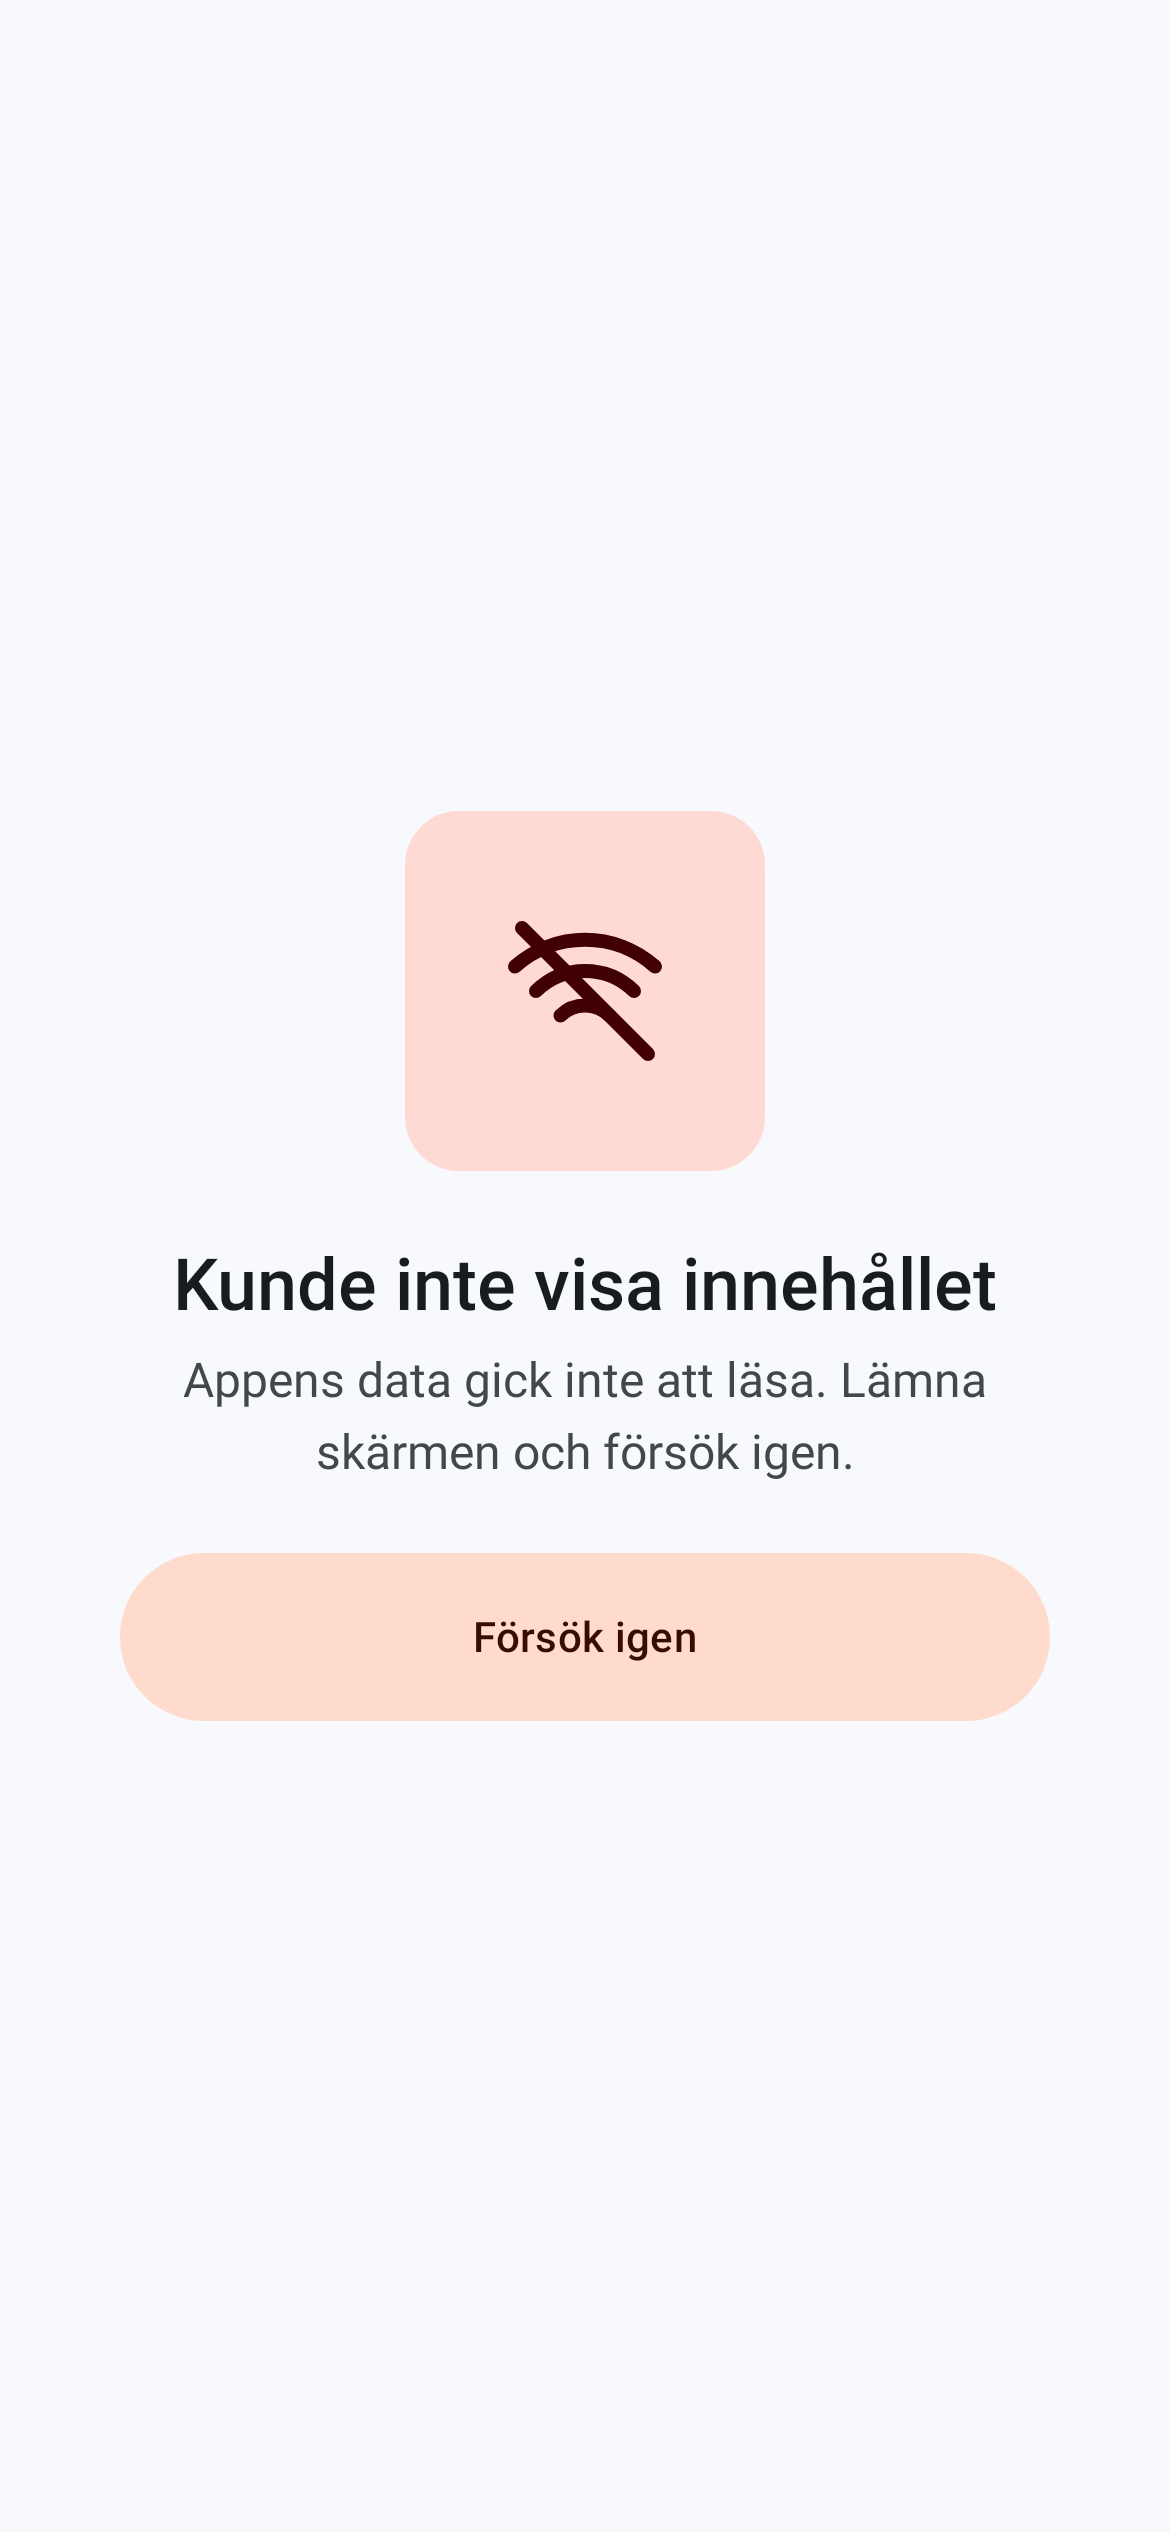 Kunde inte visa innehållet
Appens data gick inte att läsa. Lämna
skärmen och försök igen.
Försök igen